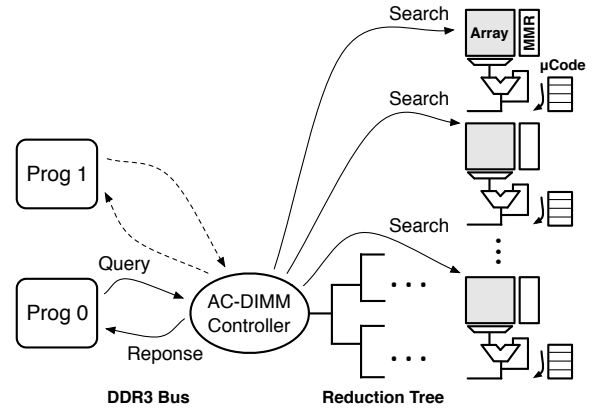 Search
Array
MMR
µCode
Search
Prog 1
Search
Query
Prog 0
AC-DIMM
Controller
Reponse
DDR3 Bus
Reduction Tree